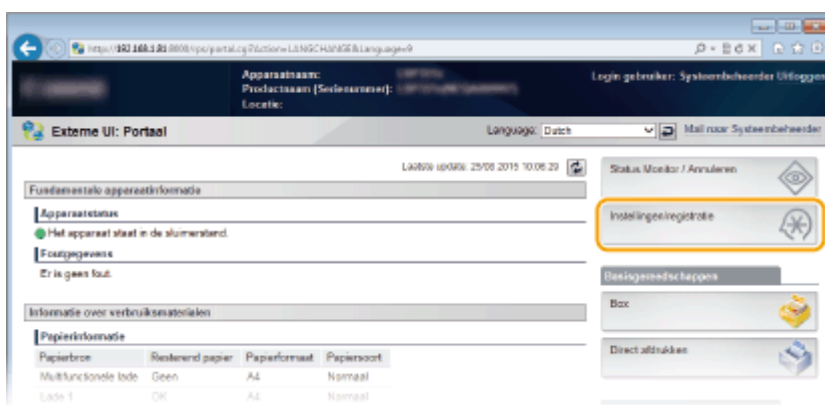 Apparaatnaam:
Productnaam (Serienummer):
Locatie:
Login gebruiker: Systeembeheerder Uitloggen
Externe UI: Portaal
Language: Dutch
Mail naar Systeembeheerder
Laatste update: 25/08 2015 10:06:29
Fundamentele apparaatinformatie
Apparaatstatus
Het apparaat staat in de sluimerstand.
Foutgegevens
Er is geen fout.
Informatie over verbruiksmaterialen
Papierinformatie
Papierbron Resterend papier Papierformaat Papiersoort
Multifunctionele lade Geen A4 Normaal
Lade 1 OK A4 Normaal
Status Monitor / Annuleren
Instellingen/registratie
Basisgereedschappen
Box
Direct afdrukken